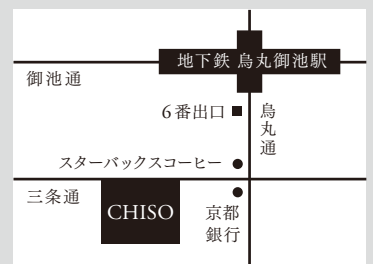 地下鉄 烏丸御池駅
御池通
6番出口
烏丸通
スターバックスコーヒー
三条通
CHISO
京都
銀行